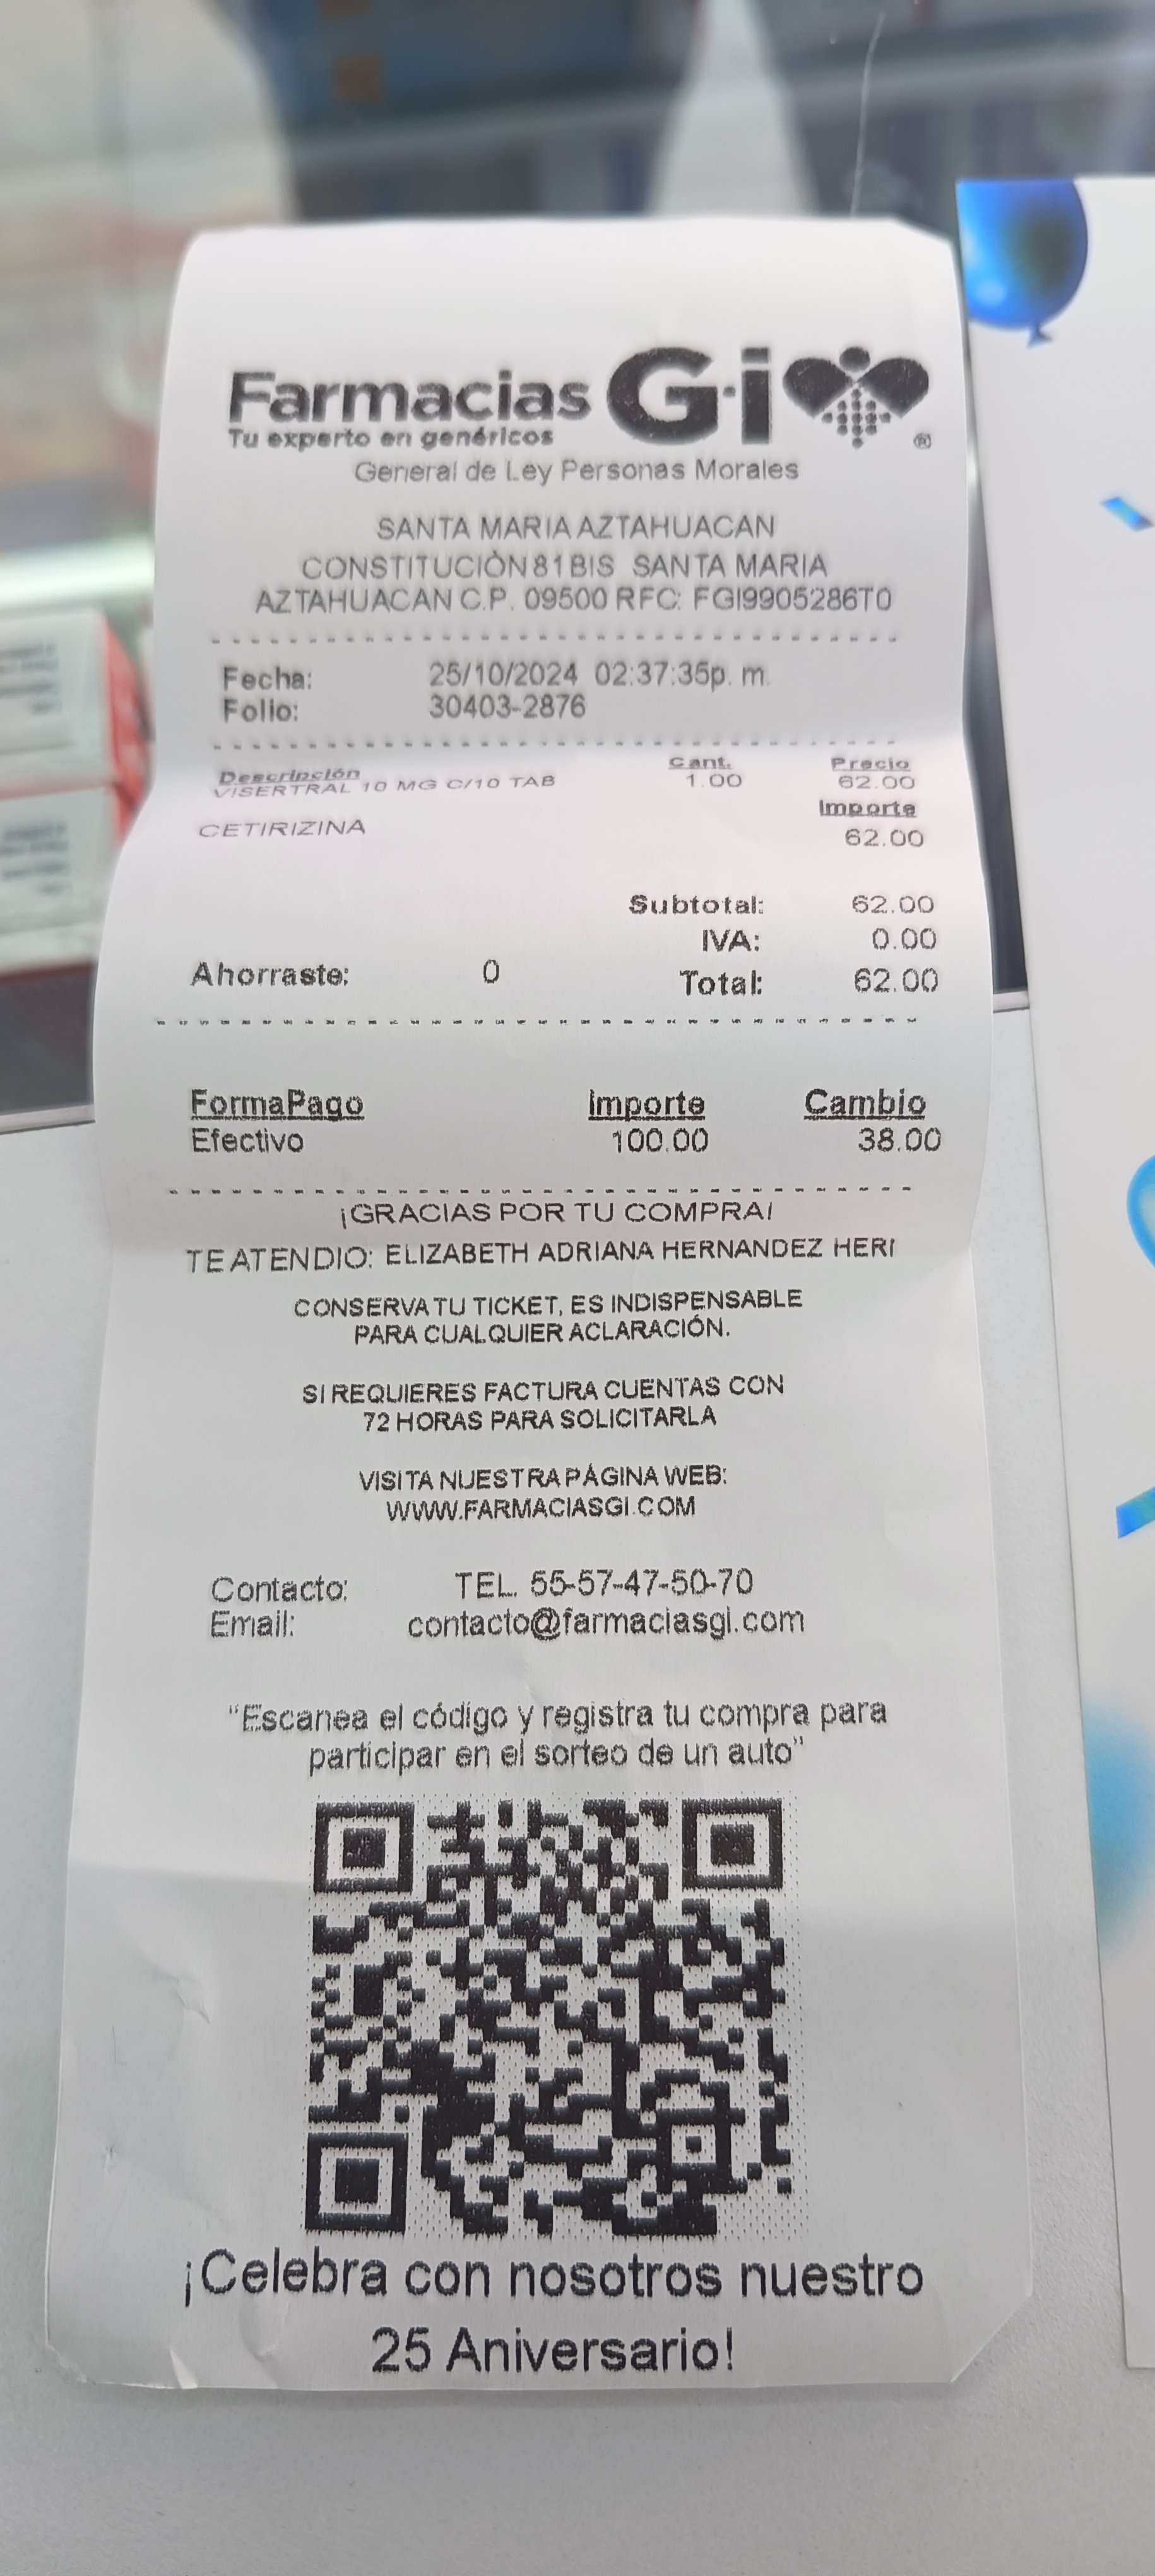 Farmacias G·i
Tu experto en genéricos ®
General de Ley Personas Morales
SANTA MARIA AZTAHUACAN
CONSTITUCIÒN 81 BIS SANTA MARIA
AZTAHUACAN C.P. 09500 RFC: FGI9905286T0
Fecha: 25/10/2024 02:37:35p. m.
Folio: 30403-2876
Descripción Cant. Precio
VISERTRAL 10 MG C/10 TAB 1.00 62.00
Importe
CETIRIZINA 62.00
Subtotal: 62.00
IVA: 0.00
Ahorraste: 0 Total: 62.00
FormaPago Importe Cambio
Efectivo 100.00 38.00
¡GRACIAS POR TU COMPRA!
TE ATENDIO: ELIZABETH ADRIANA HERNANDEZ HERI
CONSERVA TU TICKET, ES INDISPENSABLE
PARA CUALQUIER ACLARACIÓN.
SI REQUIERES FACTURA CUENTAS CON
72 HORAS PARA SOLICITARLA
VISITA NUESTRA PÁGINA WEB:
WWW.FARMACIASGI.COM
Contacto: TEL. 55-57-47-50-70
Email: contacto@farmaciasgi.com
“Escanea el código y registra tu compra para
participar en el sorteo de un auto”
¡Celebra con nosotros nuestro
25 Aniversario!